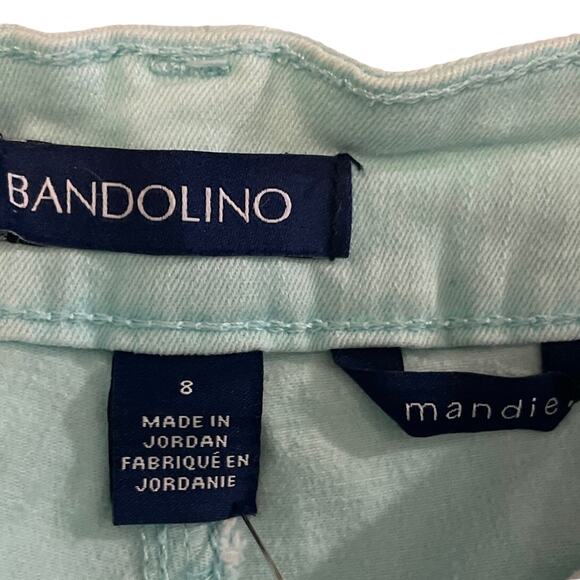 BANDOLINO
8
MADE IN
JORDAN
FABRIQUÉ EN
JORDANIE
mandie